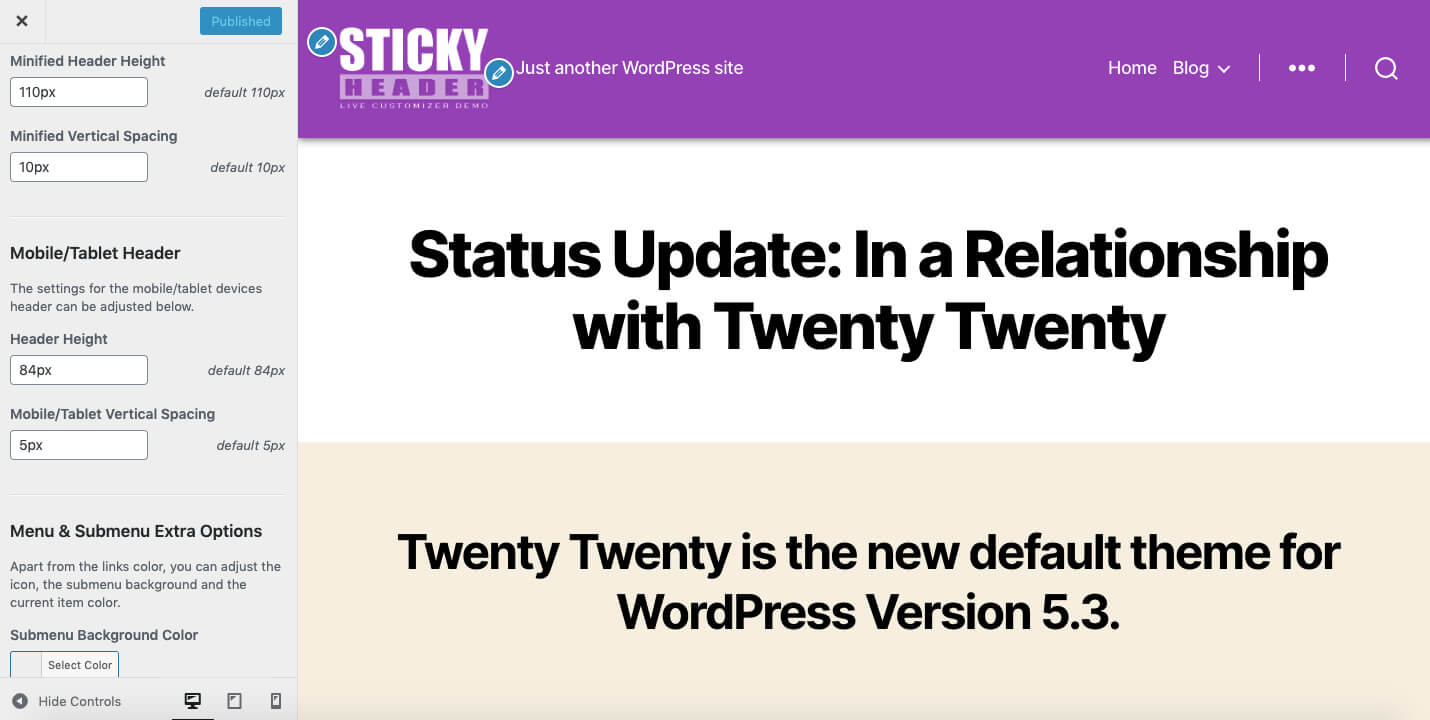 Published
Minified Header Height
110px
default 110px
Minified Vertical Spacing
10px
default 10px
Mobile/Tablet Header
The settings for the mobile/tablet devices
header can be adjusted below.
Header Height
84px
default 84px
Mobile/Tablet Vertical Spacing
5px
default 5px
Menu & Submenu Extra Options
Apart from the links color, you can adjust the
icon, the submenu background and the
current item color.
Submenu Background Color
Select Color
Hide Controls
STICKY
HEADER
LIVE CUSTOMIZER DEMO
Just another WordPress site
Home
Blog
Status Update: In a Relationship
with Twenty Twenty
Twenty Twenty is the new default theme for
WordPress Version 5.3.